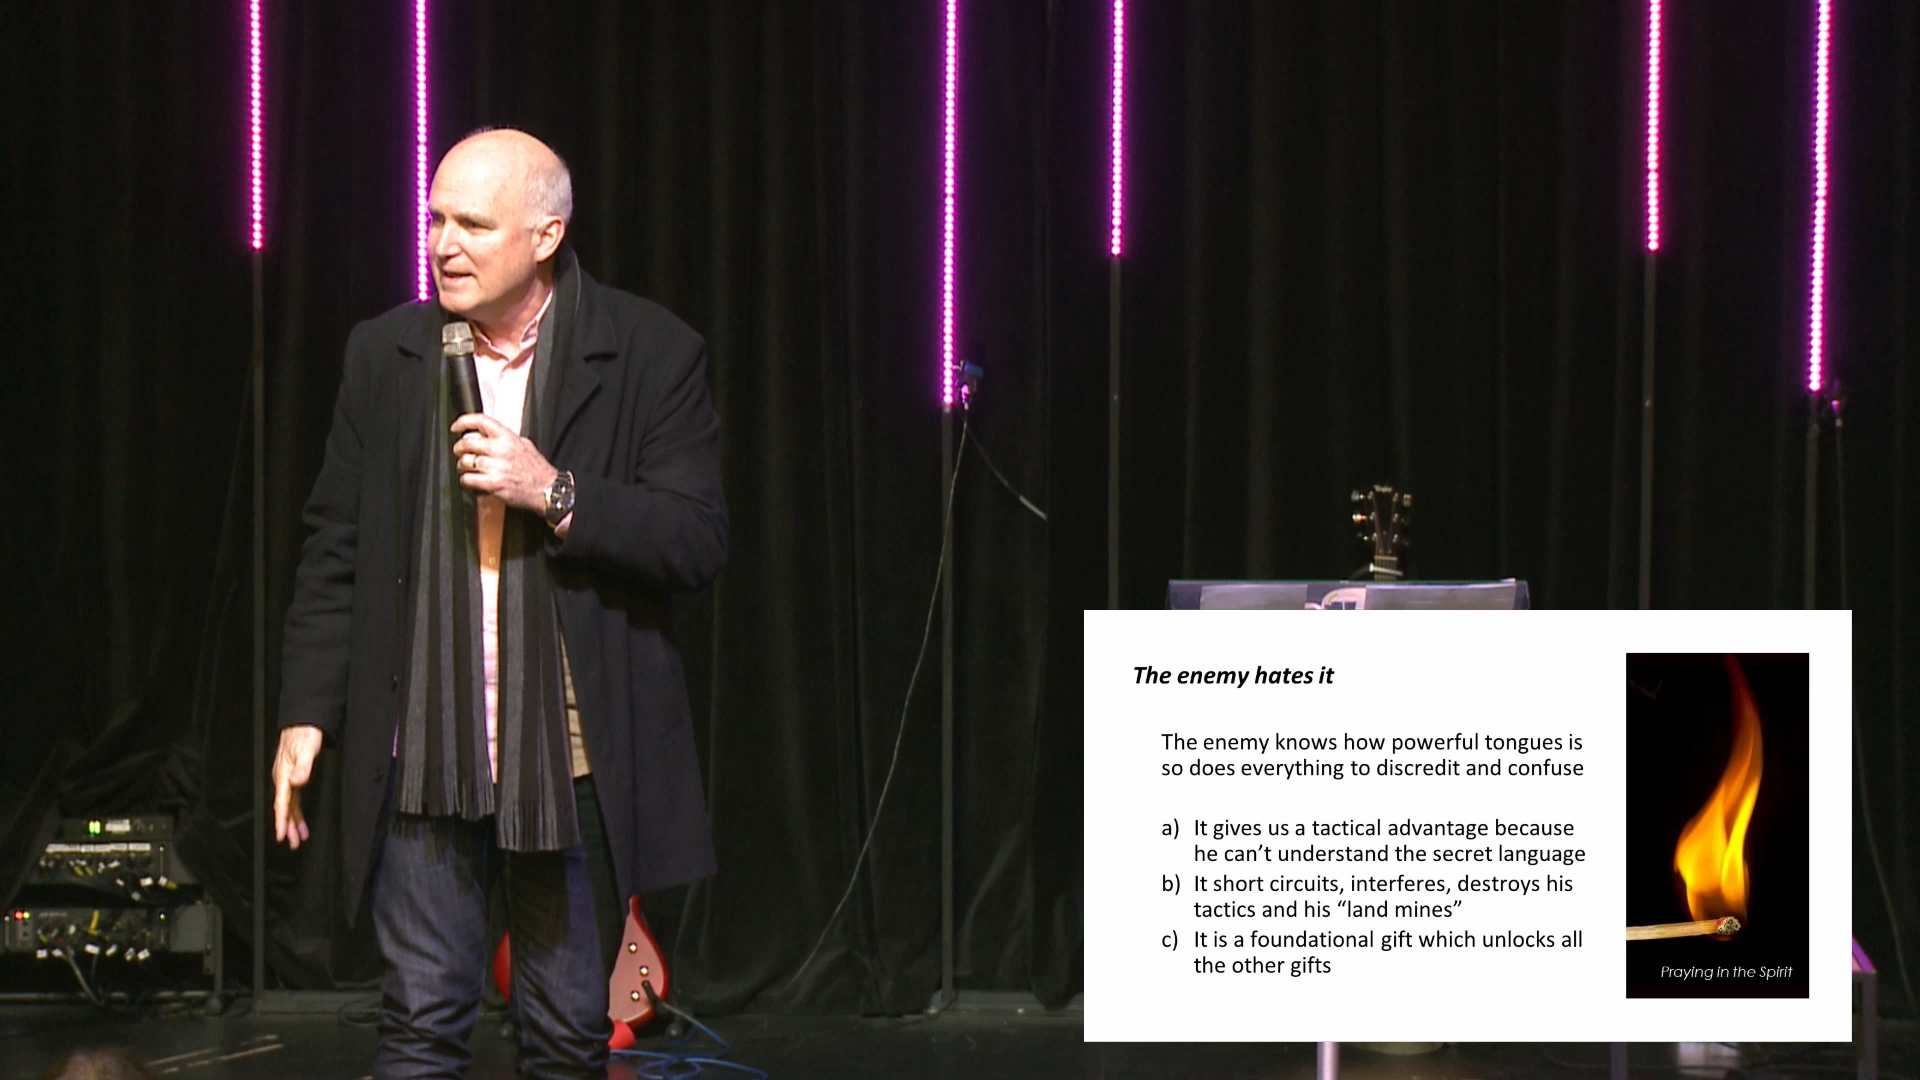 The enemy hates it
The enemy knows how powerful tongues is
so does everything to discredit and confuse
a) It gives us a tactical advantage because
he can’t understand the secret language
b) It short circuits, interferes, destroys his
tactics and his “land mines”
c) It is a foundational gift which unlocks all
the other gifts
Praying in the Spirit